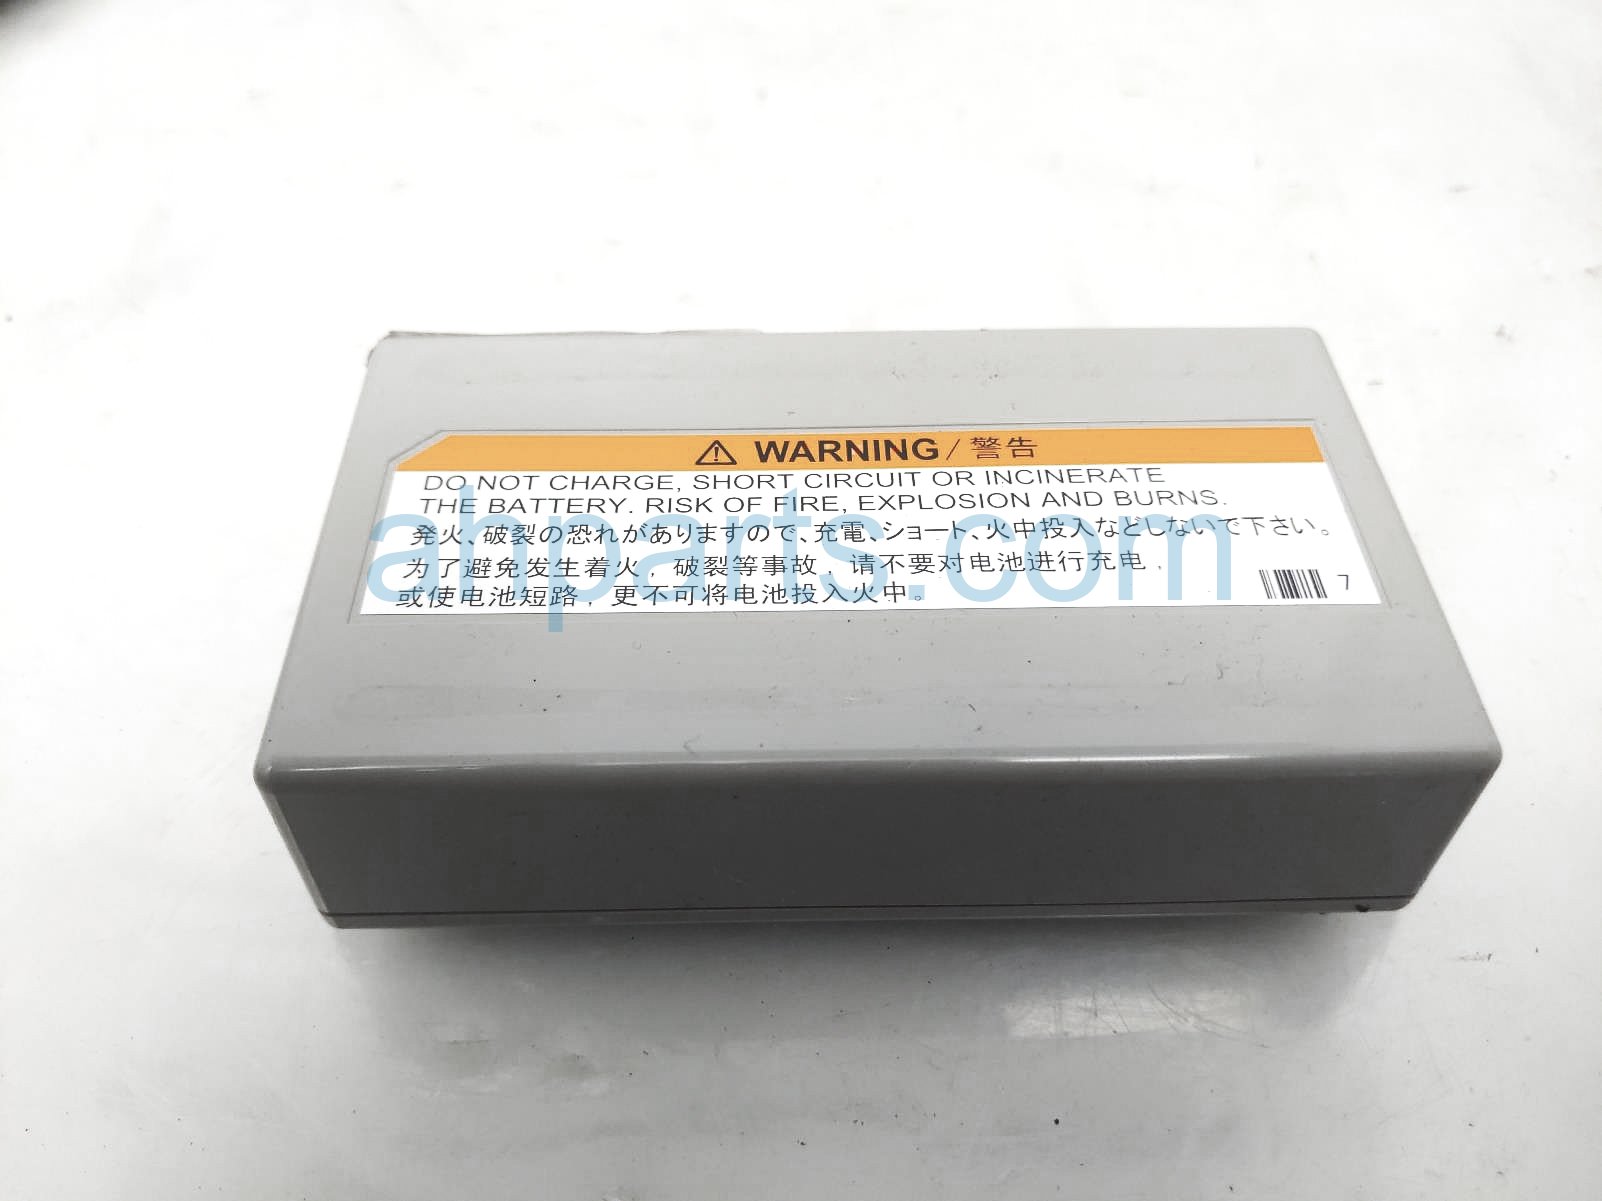 ⚠ WARNING / 警告
DO NOT CHARGE, SHORT CIRCUIT OR INCINERATE
THE BATTERY. RISK OF FIRE, EXPLOSION AND BURNS.
発火、破裂の恐れがありますので、充電、ショート、火中投入などしないで下さい。
为了避免发生着火，破裂等事故，请不要对电池进行充电，
或使电池短路，更不可将电池投入火中。
7
ahparts.com